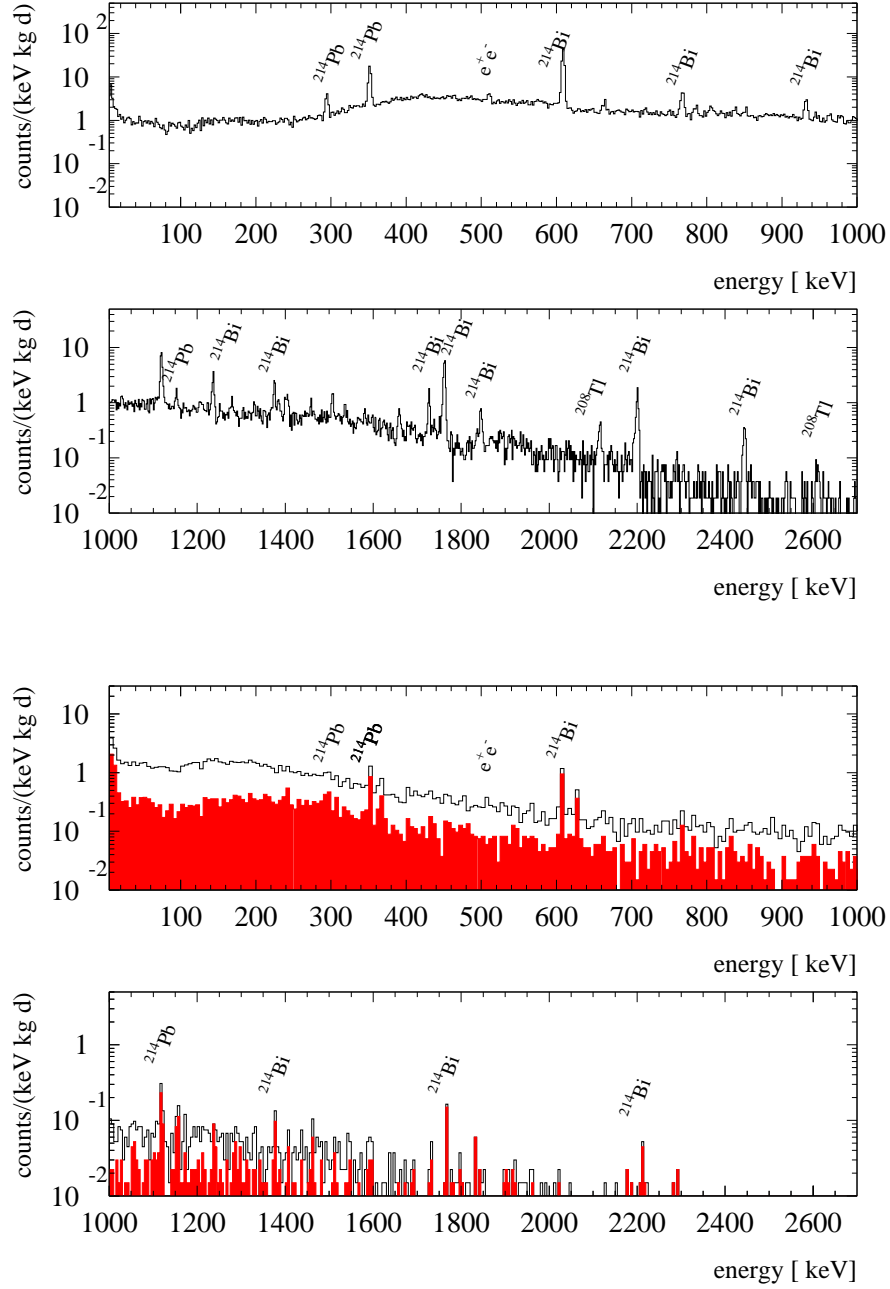 counts/(keV kg d)
10 2
10
1
10 -1
10 -2
214Pb
214Pb
e+e-
214Bi
214Bi
214Bi
100 200 300 400 500 600 700 800 900 1000
energy [ keV]
counts/(keV kg d)
10
1
10 -1
10 -2
214Pb
214Bi
214Bi
214Bi
214Bi
214Bi
208Tl
214Bi
214Bi
208Tl
1000 1200 1400 1600 1800 2000 2200 2400 2600
energy [ keV]
counts/(keV kg d)
10
1
10 -1
10 -2
214Pb
214Pb
e+e-
214Bi
100 200 300 400 500 600 700 800 900 1000
energy [ keV]
counts/(keV kg d)
1
10 -1
10 -2
214Pb
214Bi
214Bi
214Bi
1000 1200 1400 1600 1800 2000 2200 2400 2600
energy [ keV]